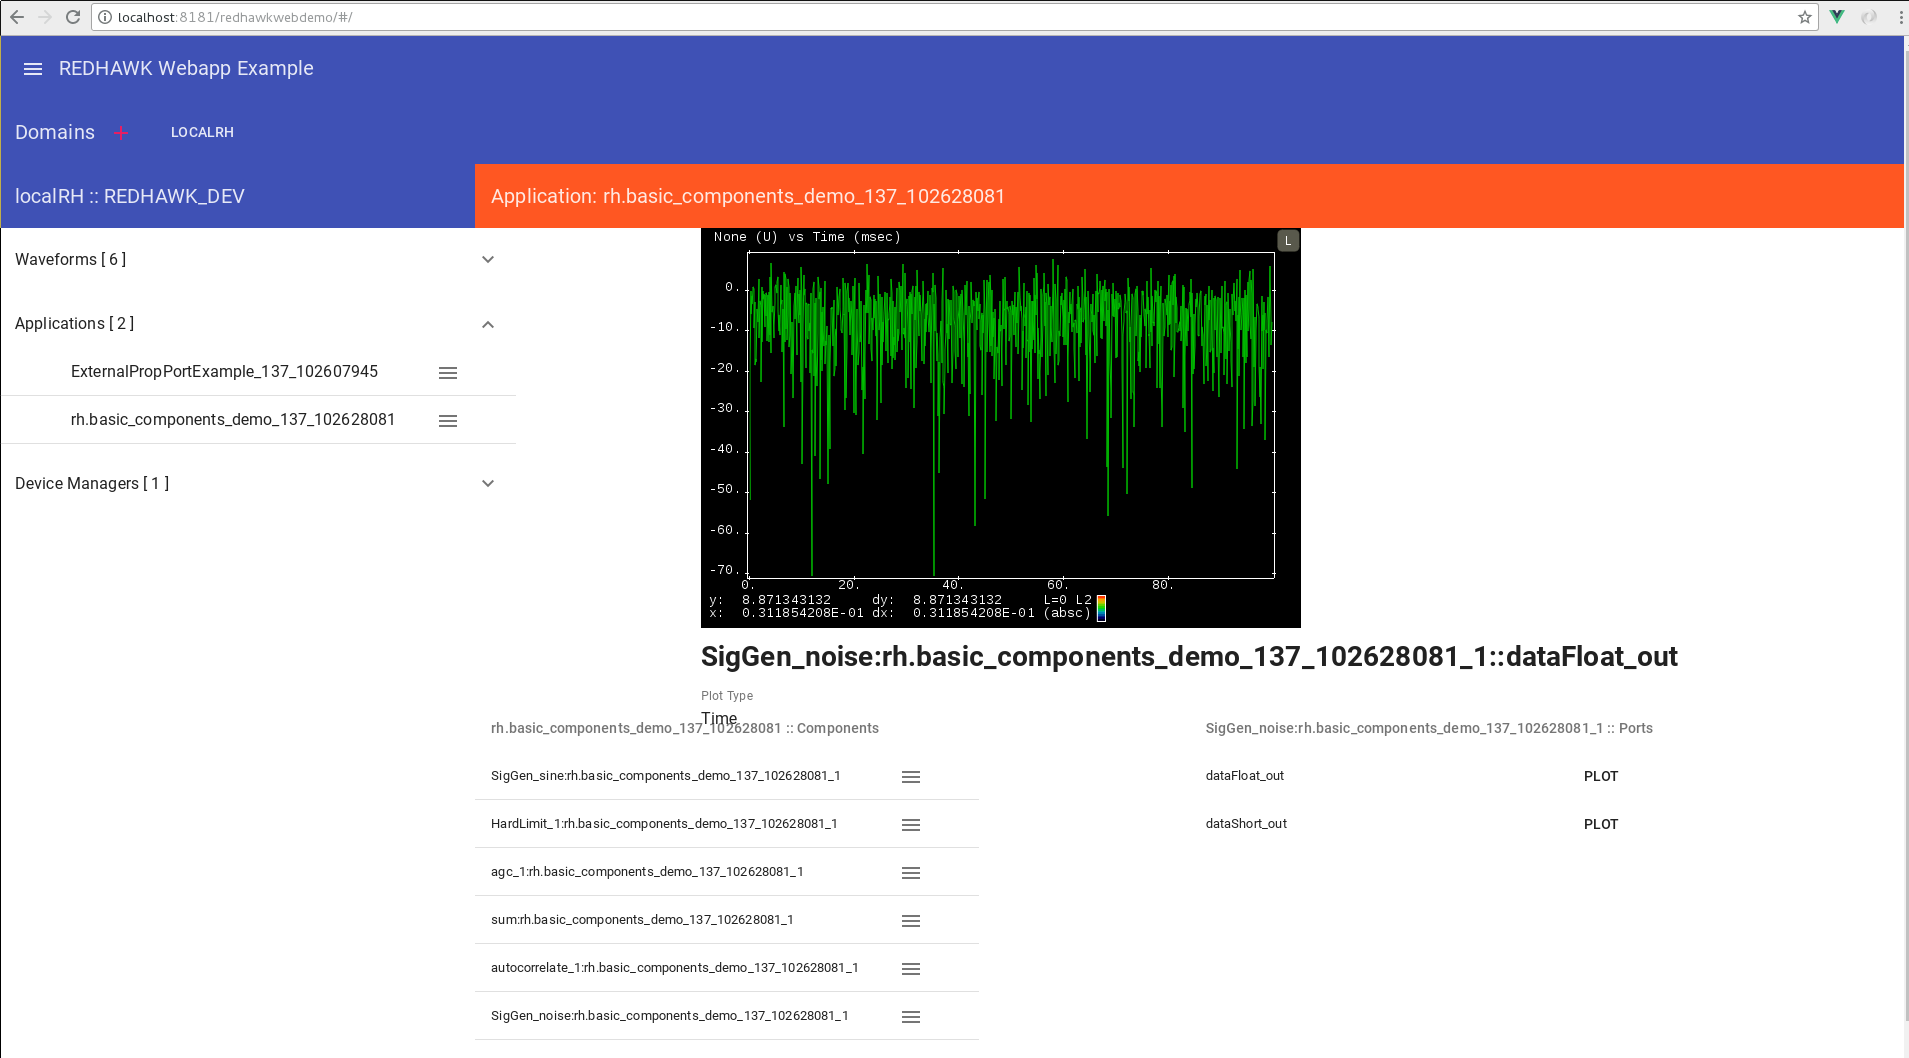 localhost:8181/redhawkwebdemo/#/
REDHAWK Webapp Example
Domains + LOCALRH
localRH :: REDHAWK_DEV
Application: rh.basic_components_demo_137_102628081
Waveforms [ 6 ]
Applications [ 2 ]
ExternalPropPortExample_137_102607945
rh.basic_components_demo_137_102628081
Device Managers [ 1 ]
None (U) vs Time (msec)
L
0.
-10.
-20.
-30.
-40.
-50.
-60.
-70.
0. 20. 40. 60. 80.
y: 8.871343132 dy: 8.871343132 L=0 L2
x: 0.311854208E-01 dx: 0.311854208E-01 (absc)
SigGen_noise:rh.basic_components_demo_137_102628081_1::dataFloat_out
Plot Type
Time
rh.basic_components_demo_137_102628081 :: Components
SigGen_sine:rh.basic_components_demo_137_102628081_1
HardLimit_1:rh.basic_components_demo_137_102628081_1
agc_1:rh.basic_components_demo_137_102628081_1
sum:rh.basic_components_demo_137_102628081_1
autocorrelate_1:rh.basic_components_demo_137_102628081_1
SigGen_noise:rh.basic_components_demo_137_102628081_1
SigGen_noise:rh.basic_components_demo_137_102628081_1 :: Ports
dataFloat_out PLOT
dataShort_out PLOT